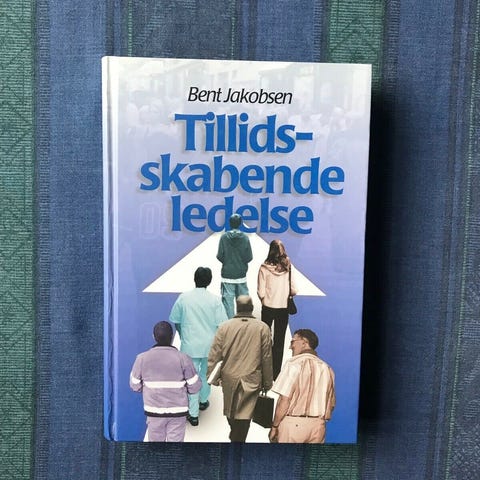 Bent Jakobsen
Tillids-
skabende
ledelse